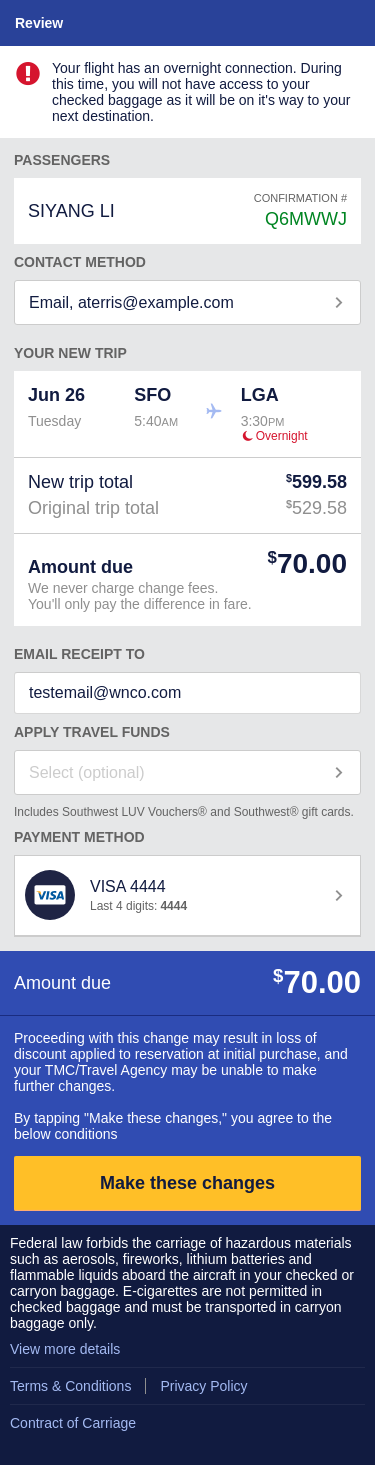 Review
Your flight has an overnight connection. During
this time, you will not have access to your
checked baggage as it will be on it's way to your
next destination.
PASSENGERS
SIYANG LI
CONFIRMATION #
Q6MWWJ
CONTACT METHOD
Email, aterris@example.com
YOUR NEW TRIP
Jun 26 SFO LGA
Tuesday 5:40AM 3:30PM
Overnight
New trip total $599.58
Original trip total $529.58
Amount due $70.00
We never charge change fees.
You'll only pay the difference in fare.
EMAIL RECEIPT TO
testemail@wnco.com
APPLY TRAVEL FUNDS
Select (optional)
Includes Southwest LUV Vouchers® and Southwest® gift cards.
PAYMENT METHOD
VISA
VISA 4444
Last 4 digits: 4444
Amount due $70.00
Proceeding with this change may result in loss of
discount applied to reservation at initial purchase, and
your TMC/Travel Agency may be unable to make
further changes.
By tapping "Make these changes," you agree to the
below conditions
Make these changes
Federal law forbids the carriage of hazardous materials
such as aerosols, fireworks, lithium batteries and
flammable liquids aboard the aircraft in your checked or
carryon baggage. E-cigarettes are not permitted in
checked baggage and must be transported in carryon
baggage only.
View more details
Terms & Conditions Privacy Policy
Contract of Carriage